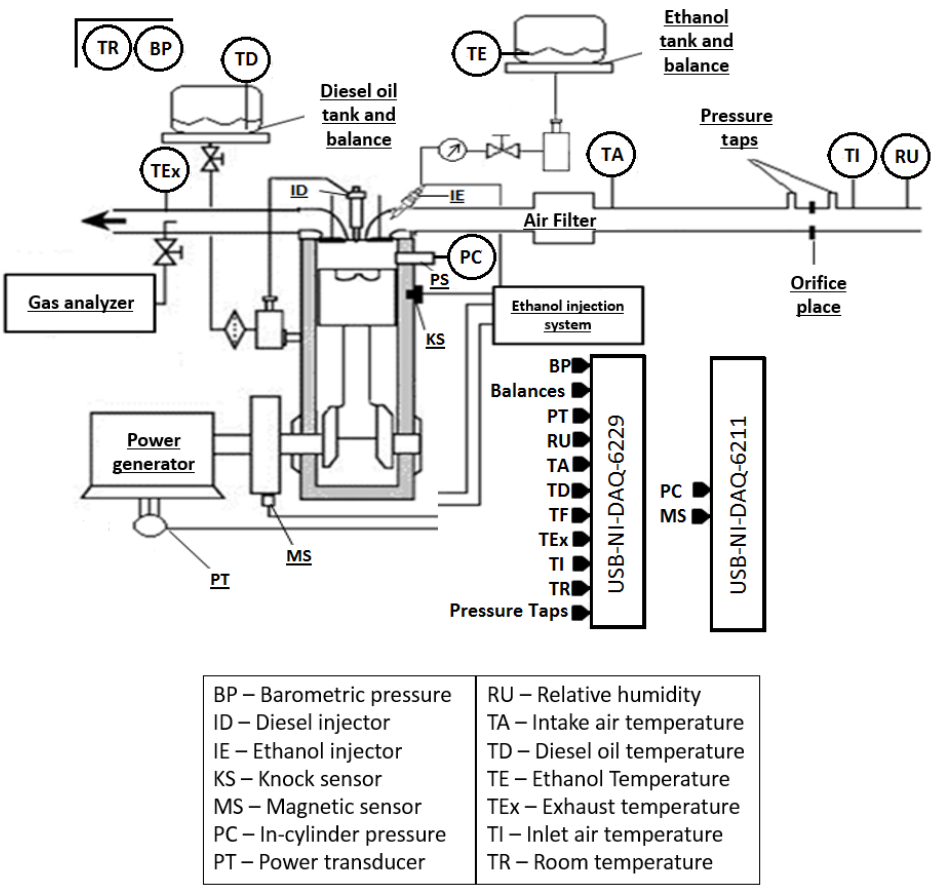 TR
BP
TD
TE
Ethanol
tank and
balance
Diesel oil
tank and
balance
Pressure
taps
TEx
TA
TI
RU
ID
IE
Air Filter
PC
PS
Orifice
place
Gas analyzer
Ethanol injection
system
KS
Power
generator
MS
PT
BP
Balances
PT
RU
TA
TD
TF
TEx
TI
TR
Pressure Taps
USB-NI-DAQ-6229
PC
MS
USB-NI-DAQ-6211
BP – Barometric pressure
ID – Diesel injector
IE – Ethanol injector
KS – Knock sensor
MS – Magnetic sensor
PC – In-cylinder pressure
PT – Power transducer
RU – Relative humidity
TA – Intake air temperature
TD – Diesel oil temperature
TE – Ethanol Temperature
TEx – Exhaust temperature
TI – Inlet air temperature
TR – Room temperature